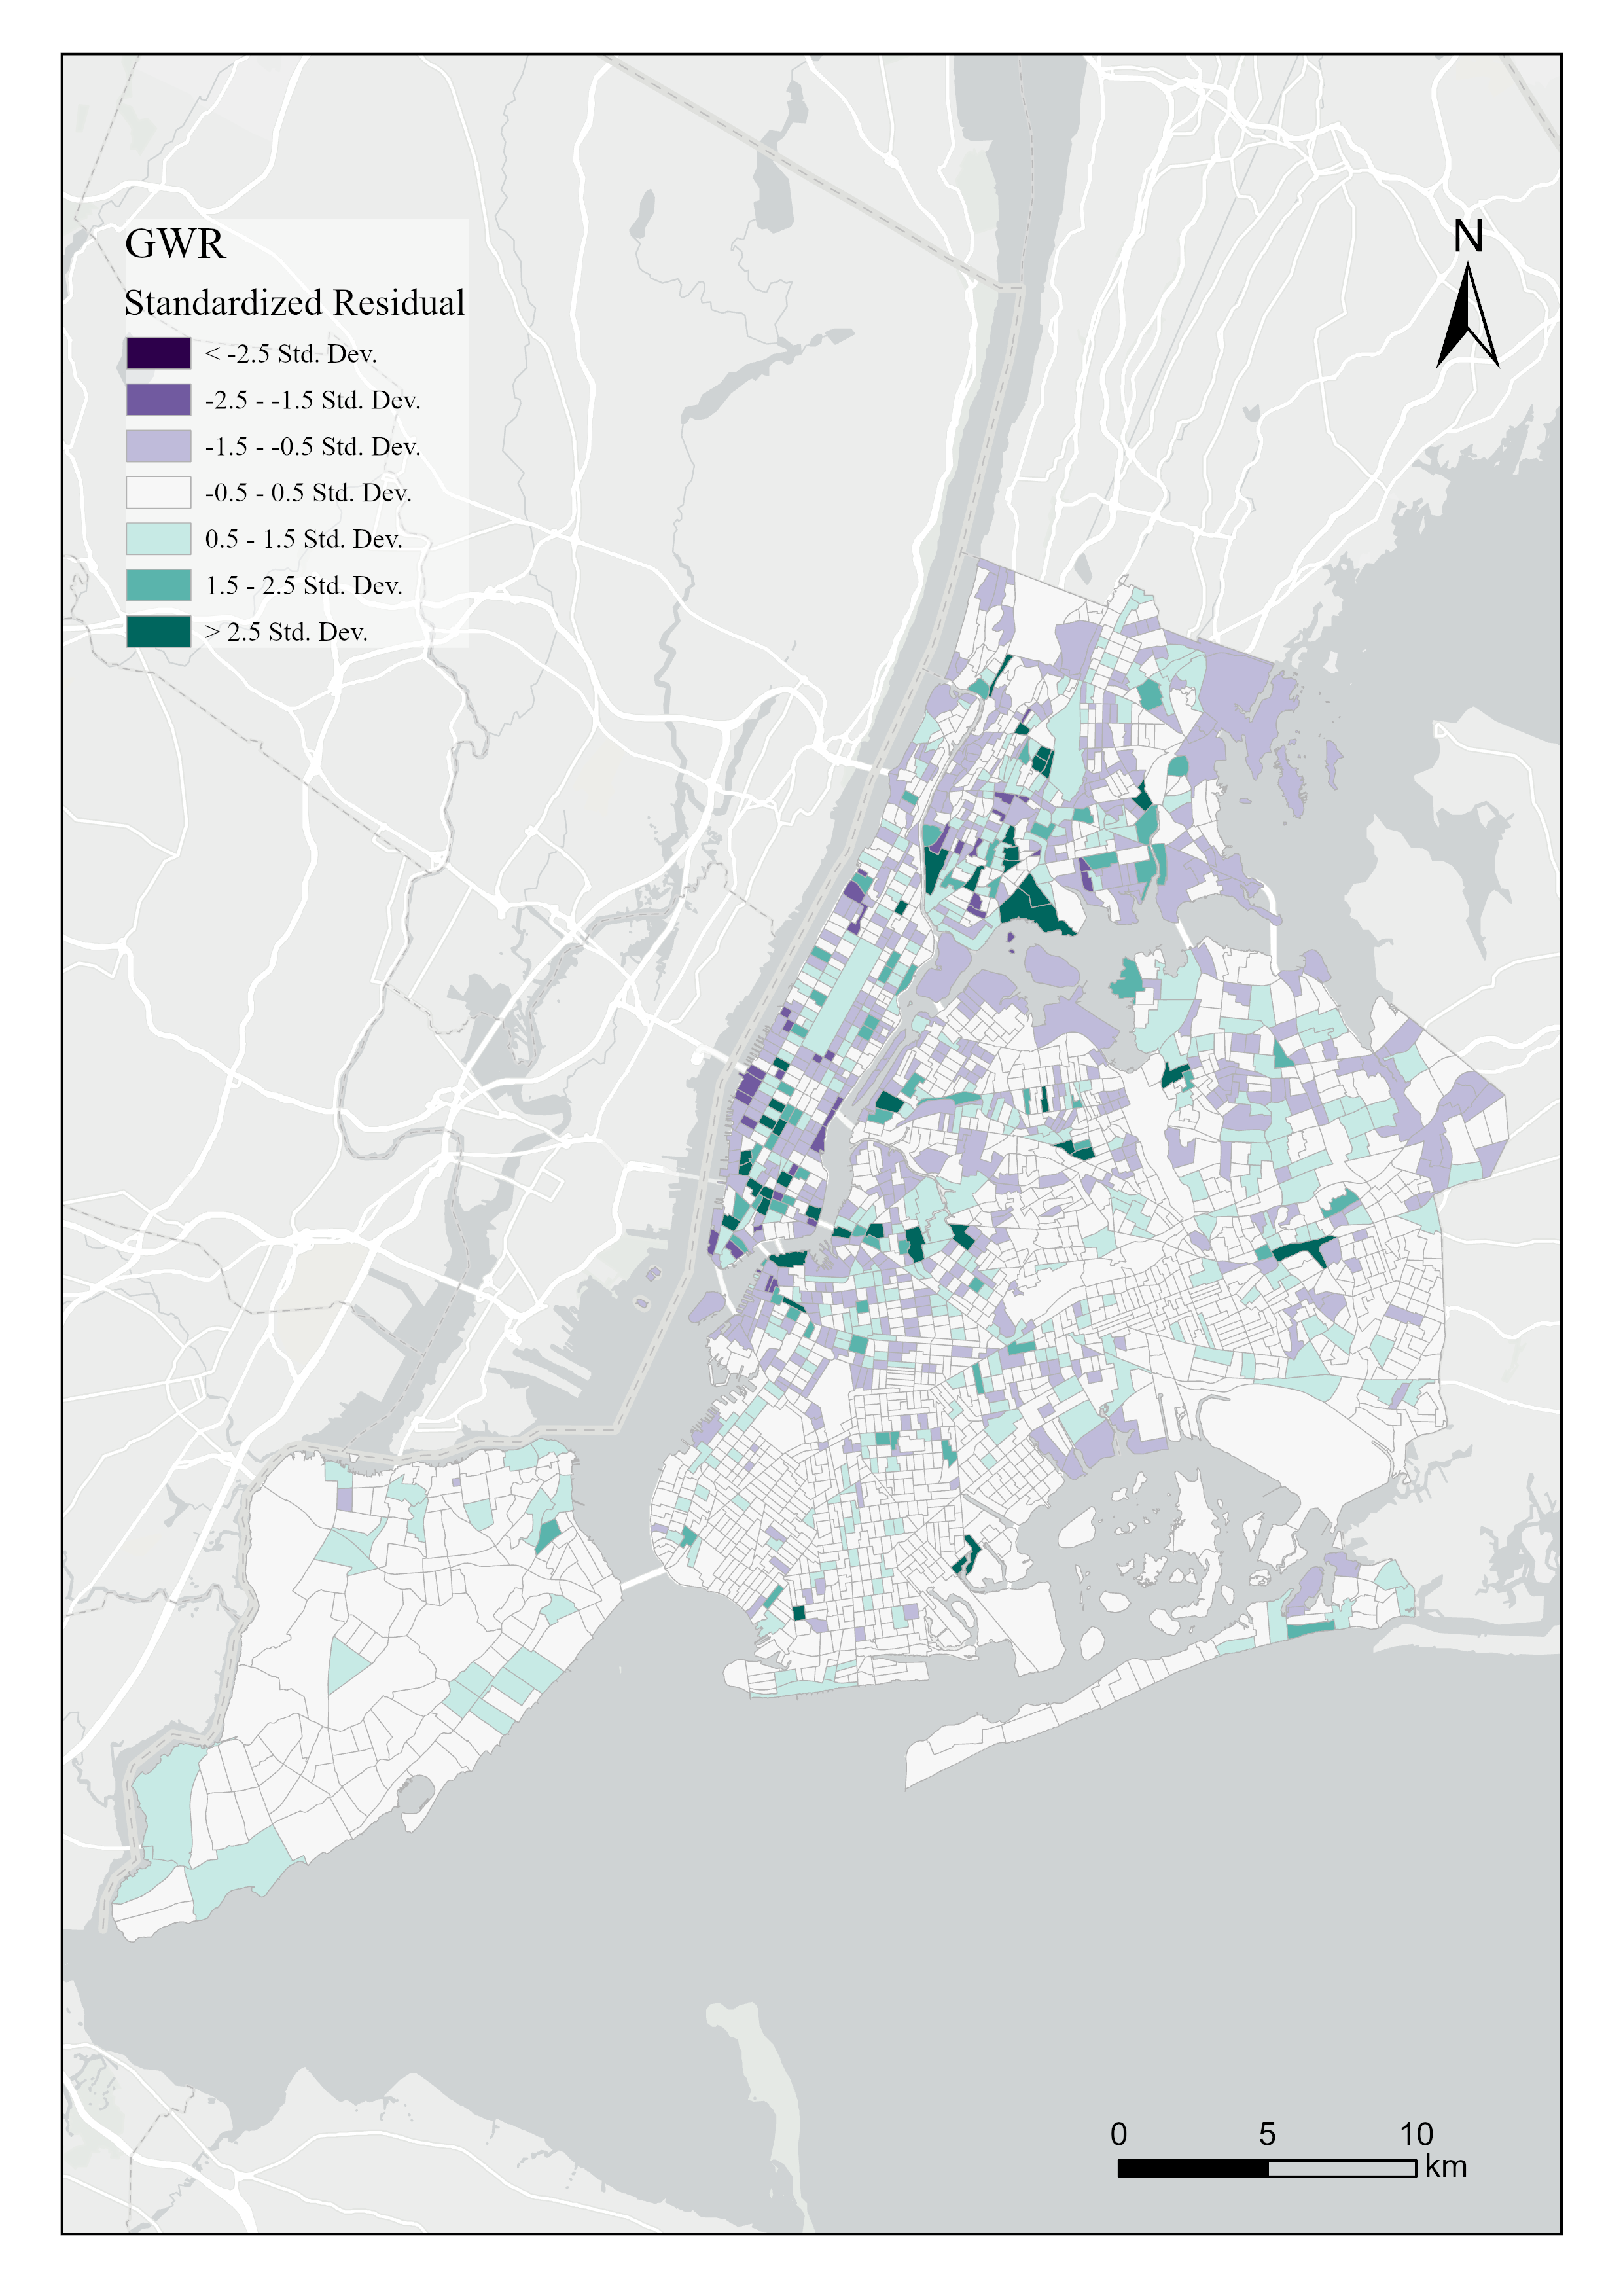 GWR
Standardized Residual
< -2.5 Std. Dev.
-2.5 - -1.5 Std. Dev.
-1.5 - -0.5 Std. Dev.
-0.5 - 0.5 Std. Dev.
0.5 - 1.5 Std. Dev.
1.5 - 2.5 Std. Dev.
> 2.5 Std. Dev.
N
0 5 10
km